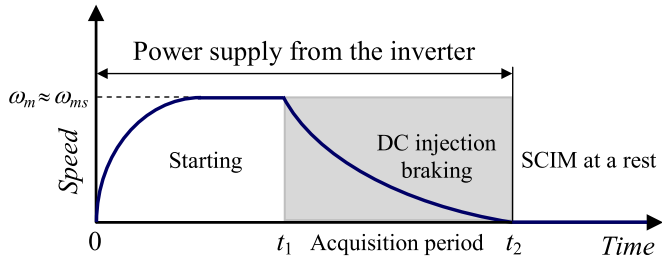 Power supply from the inverter
ωm ≈ ωms
Speed
Starting
DC injection
braking
SCIM at a rest
0
t1
Acquisition period
t2
Time